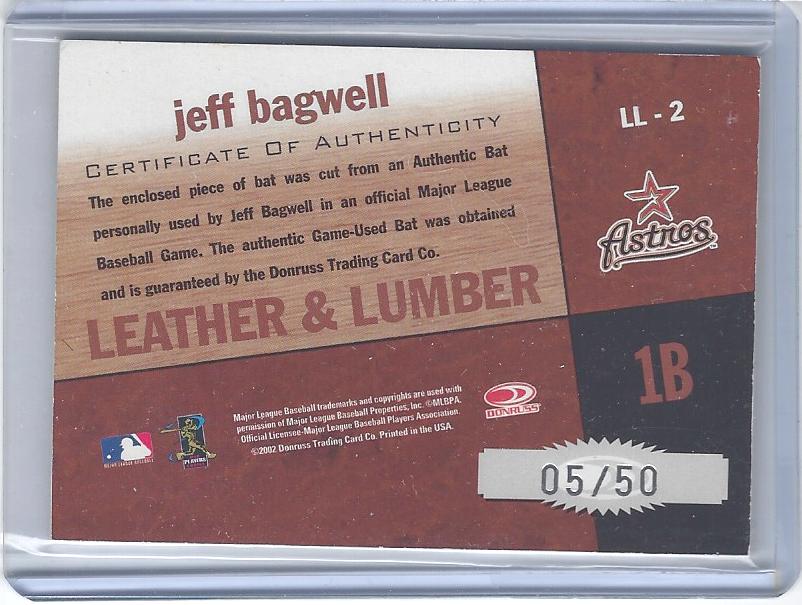 jeff bagwell
CERTIFICATE OF AUTHENTICITY
The enclosed piece of bat was cut from an Authentic Bat
personally used by Jeff Bagwell in an official Major League
Baseball Game. The authentic Game-Used Bat was obtained
and is guaranteed by the Donruss Trading Card Co.
LEATHER & LUMBER
LL - 2
Astros
1B
Major League Baseball trademarks and copyrights are used with
permission of Major League Baseball Properties, Inc. ©MLBPA.
Official Licensee-Major League Baseball Players Association.
©2002 Donruss Trading Card Co. Printed in the USA.
MAJOR LEAGUE BASEBALL
PLAYERS
DONRUSS
05/50